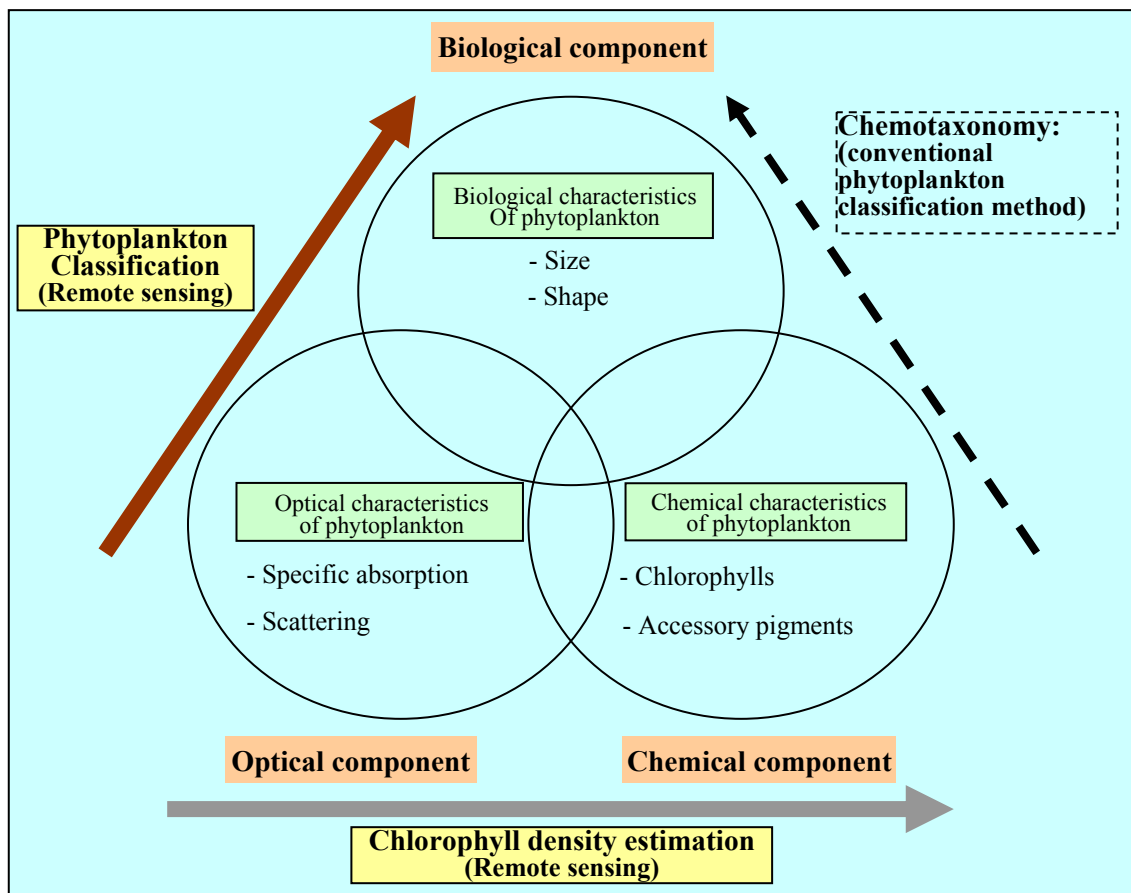 Biological component
Chemotaxonomy:
(conventional
phytoplankton
classification method)
Biological characteristics
Of phytoplankton
- Size
- Shape
Phytoplankton
Classification
(Remote sensing)
Optical characteristics
of phytoplankton
- Specific absorption
- Scattering
Chemical characteristics
of phytoplankton
- Chlorophylls
- Accessory pigments
Optical component
Chemical component
Chlorophyll density estimation
(Remote sensing)